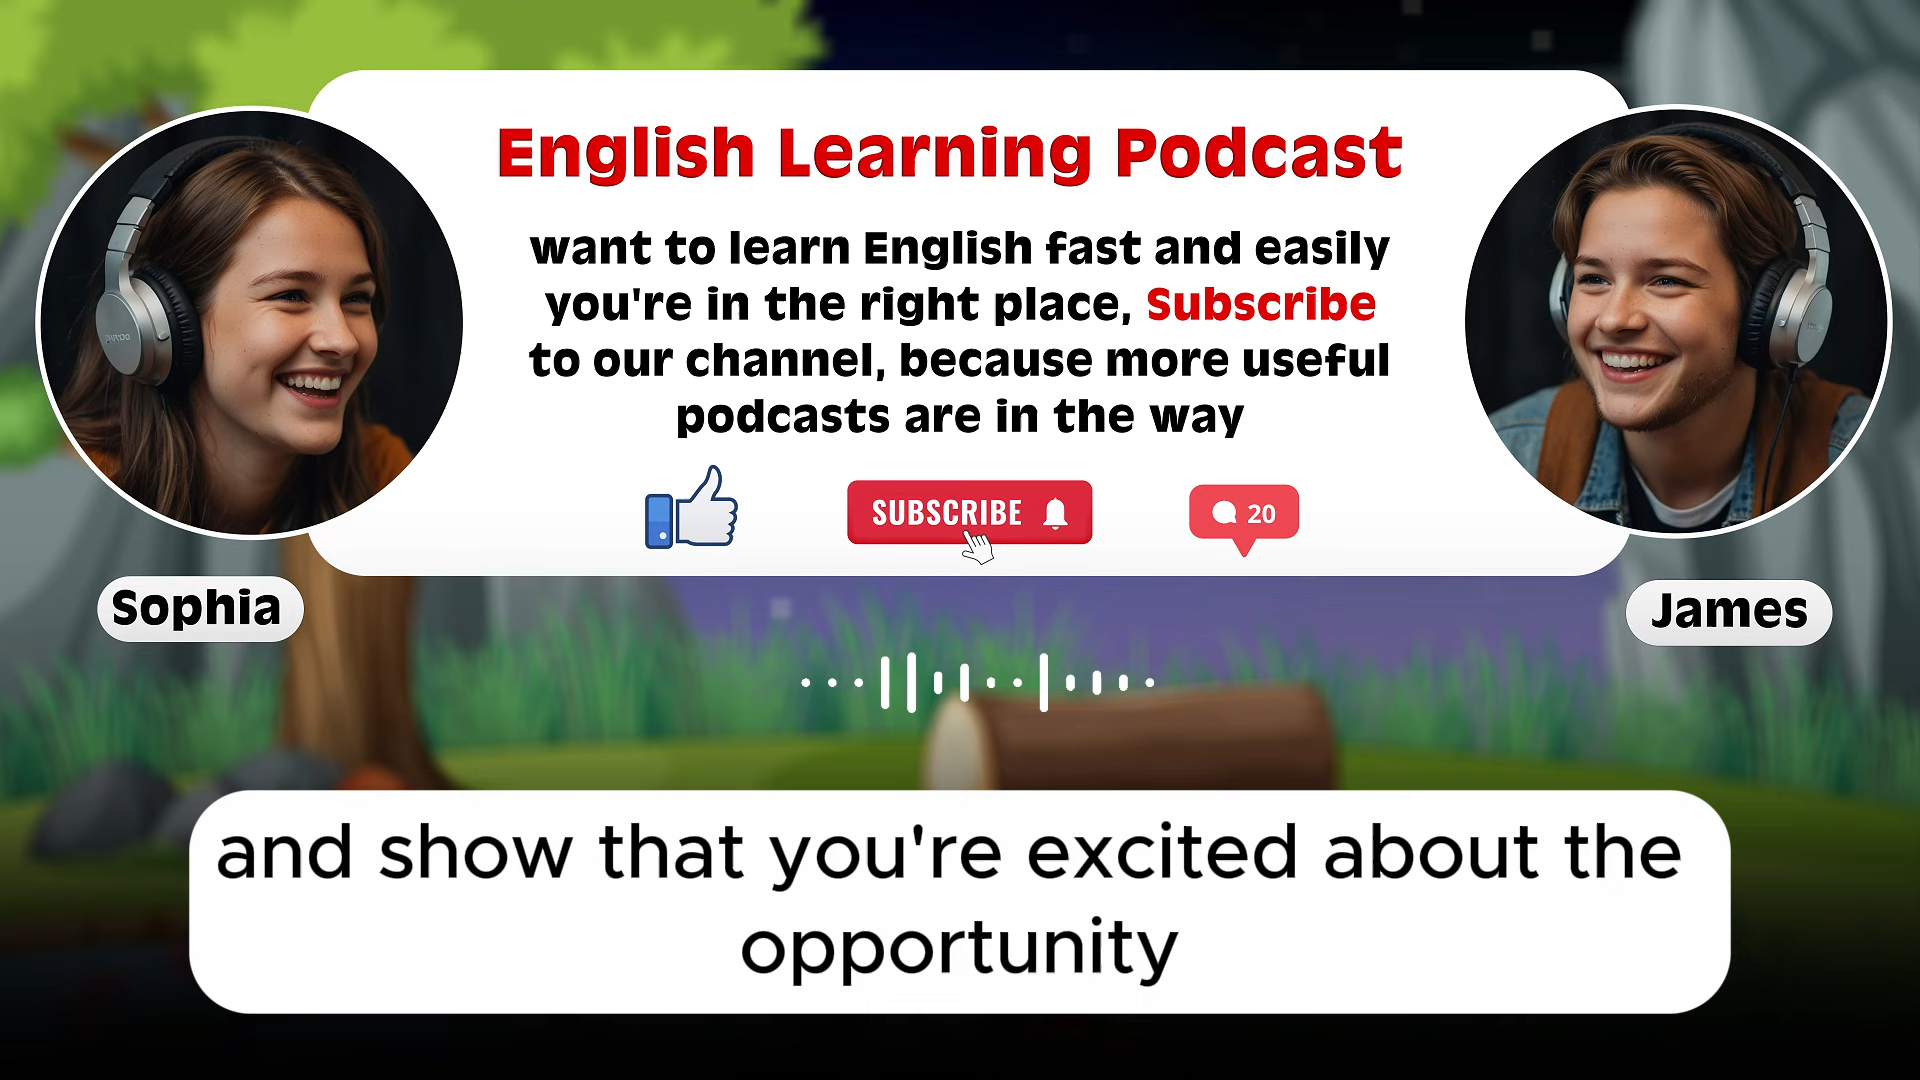 English Learning Podcast
want to learn English fast and easily
you're in the right place, Subscribe
to our channel, because more useful
podcasts are in the way
SUBSCRIBE
20
Sophia
James
and show that you're excited about the
opportunity